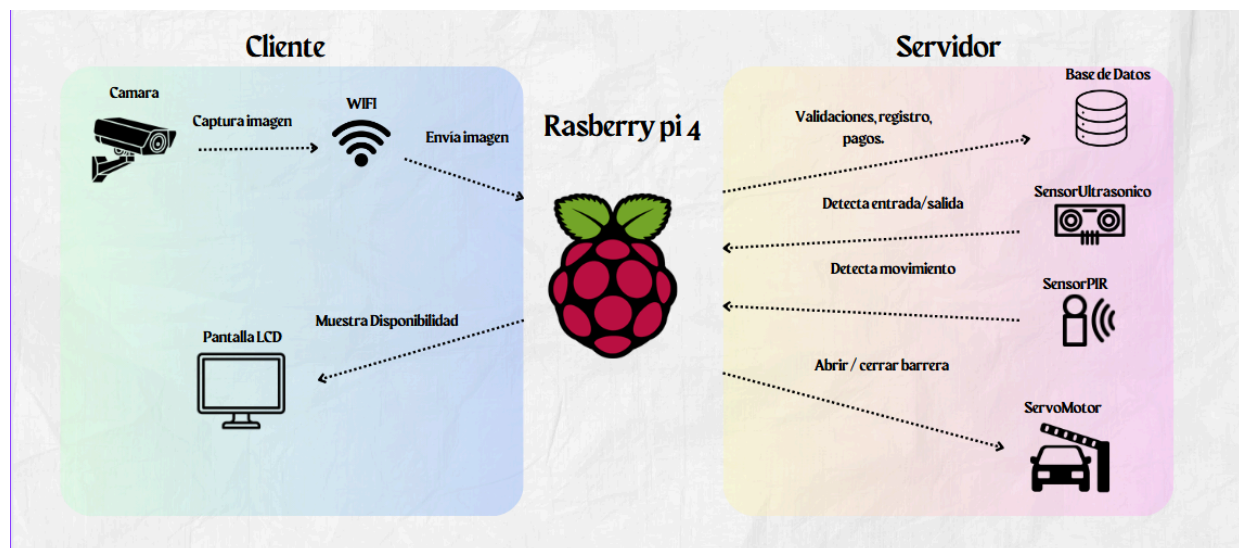 Cliente
Servidor
Camara
Captura imagen
WIFI
Envía imagen
Rasberry pi 4
Base de Datos
Validaciones, registro,
pagos.
SensorUltrasonico
Detecta entrada/salida
Detecta movimiento
SensorPIR
Muestra Disponibilidad
Pantalla LCD
Abrir / cerrar barrera
ServoMotor